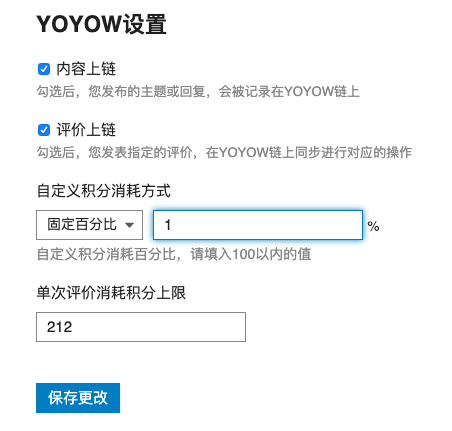 YOYOW设置
内容上链
勾选后，您发布的主题或回复，会被记录在YOYOW链上
评价上链
勾选后，您发表指定的评价，在YOYOW链上同步进行对应的操作
自定义积分消耗方式
固定百分比 1 %
自定义积分消耗百分比，请填入100以内的值
单次评价消耗积分上限
212
保存更改